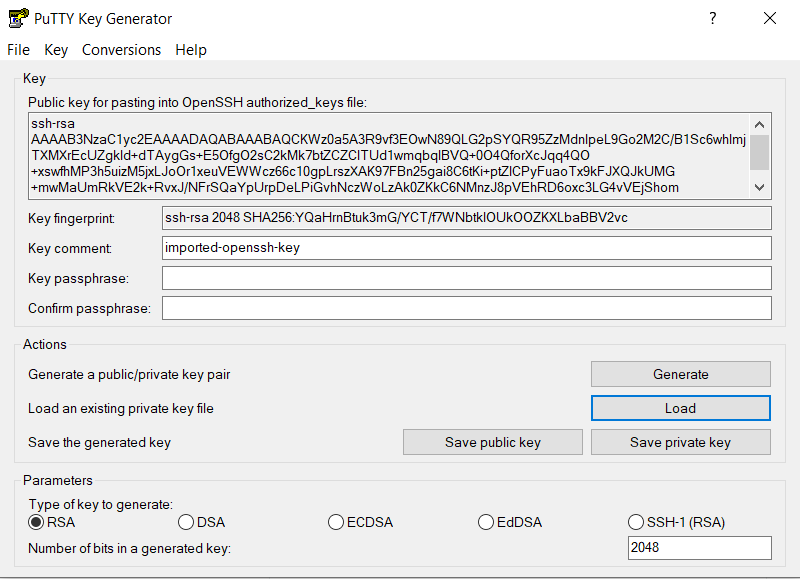 PuTTY Key Generator
File Key Conversions Help
Key
Public key for pasting into OpenSSH authorized_keys file:
ssh-rsa
AAAAB3NzaC1yc2EAAAADAQABAAABAQCKWz0a5A3R9vf3EOwN89QLG2pSYQR95ZzMdnlpeL9Go2M2C/B1Sc6whlmj
TXMXrEcUZgkld+dTAygGs+E5OfgO2sC2kMk7btZCZClTUd1wmqbqlBVQ+0O4QforXcJqq4QO
+xswfhMP3h5uizM5jxLJoOr1xeuVEWWcz66c10gpLrszXAK97FBn25gai8C6tKi+ptZlCPyFuaoTx9kFJXQJkUMG
+mwMaUmRkVE2k+RvxJ/NFrSQaYpUrpDeLPiGvhNczWoLzAk0ZKkC6NMnzJ8pVEhRD6oxc3LG4vVEjShom
Key fingerprint: ssh-rsa 2048 SHA256:YQaHrnBtuk3mG/YCT/f7WNbtklOUkOOZKXLbaBBV2vc
Key comment: imported-openssh-key
Key passphrase:
Confirm passphrase:
Actions
Generate a public/private key pair Generate
Load an existing private key file Load
Save the generated key Save public key Save private key
Parameters
Type of key to generate:
RSA DSA ECDSA EdDSA SSH-1 (RSA)
Number of bits in a generated key: 2048